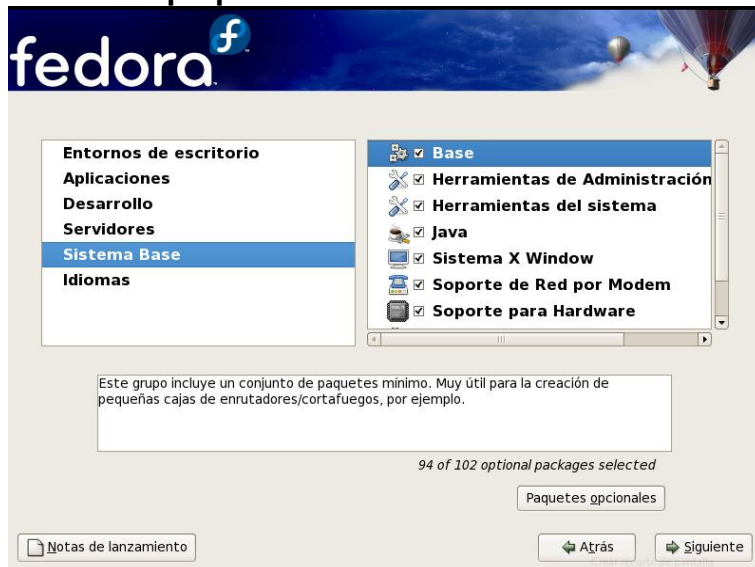 fedora
Entornos de escritorio
Aplicaciones
Desarrollo
Servidores
Sistema Base
Idiomas
Base
Herramientas de Administración
Herramientas del sistema
Java
Sistema X Window
Soporte de Red por Modem
Soporte para Hardware
Este grupo incluye un conjunto de paquetes mínimo. Muy útil para la creación de
pequeñas cajas de enrutadores/cortafuegos, por ejemplo.
94 of 102 optional packages selected
Paquetes opcionales
Notas de lanzamiento
Atrás
Siguiente